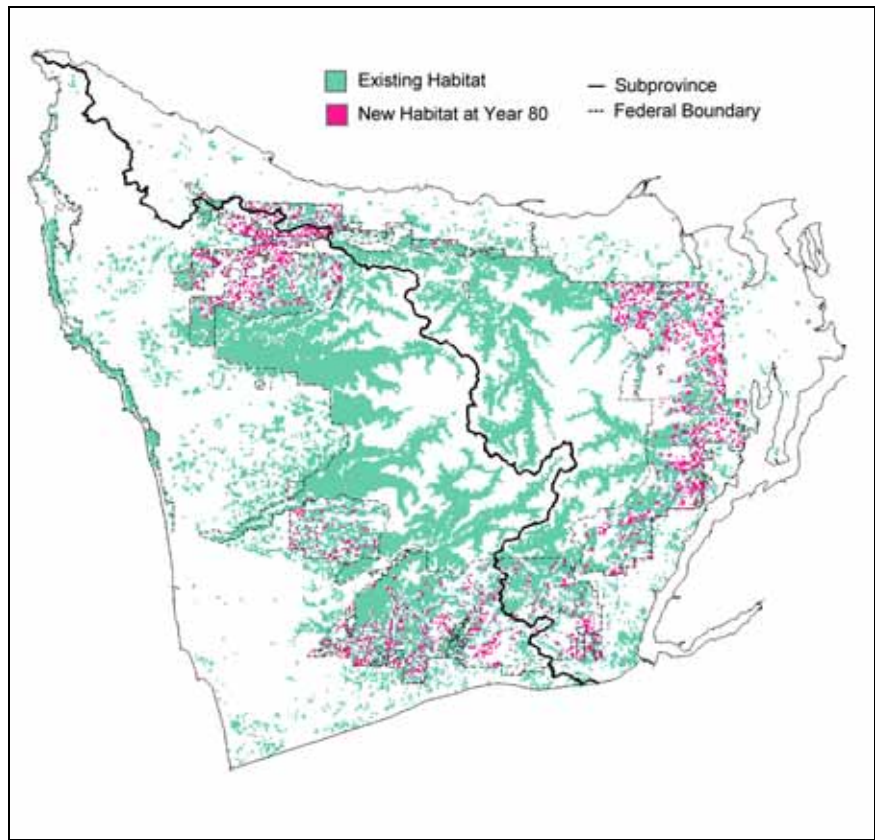 Existing Habitat
New Habitat at Year 80
Subprovince
Federal Boundary